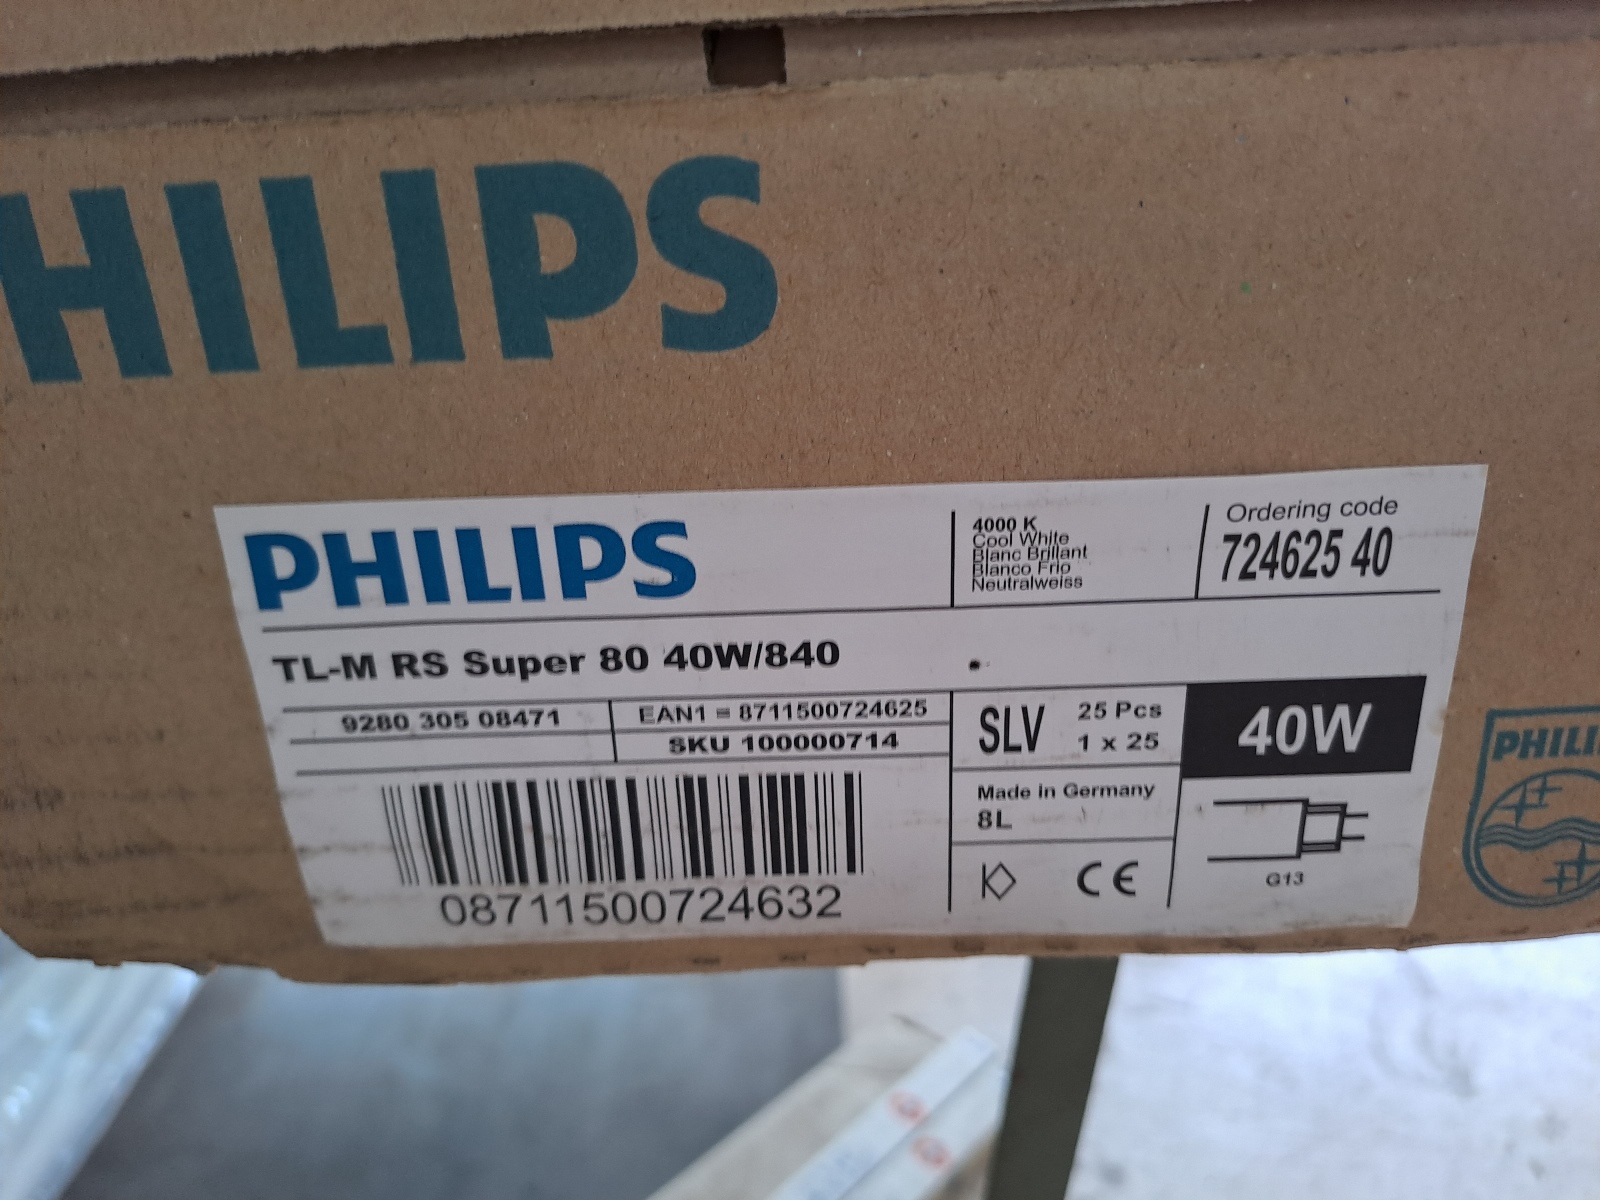 PHILIPS
PHILIPS
4000 K
Cool White
Blanc Brillant
Blanco Frio
Neutralweiss
Ordering code
724625 40
TL-M RS Super 80 40W/840
9280 305 08471
EAN1 = 8711500724625
SKU 100000714
SLV
25 Pcs
1 x 25
40W
Made in Germany
8L
CE
G13
08711500724632
PHILI